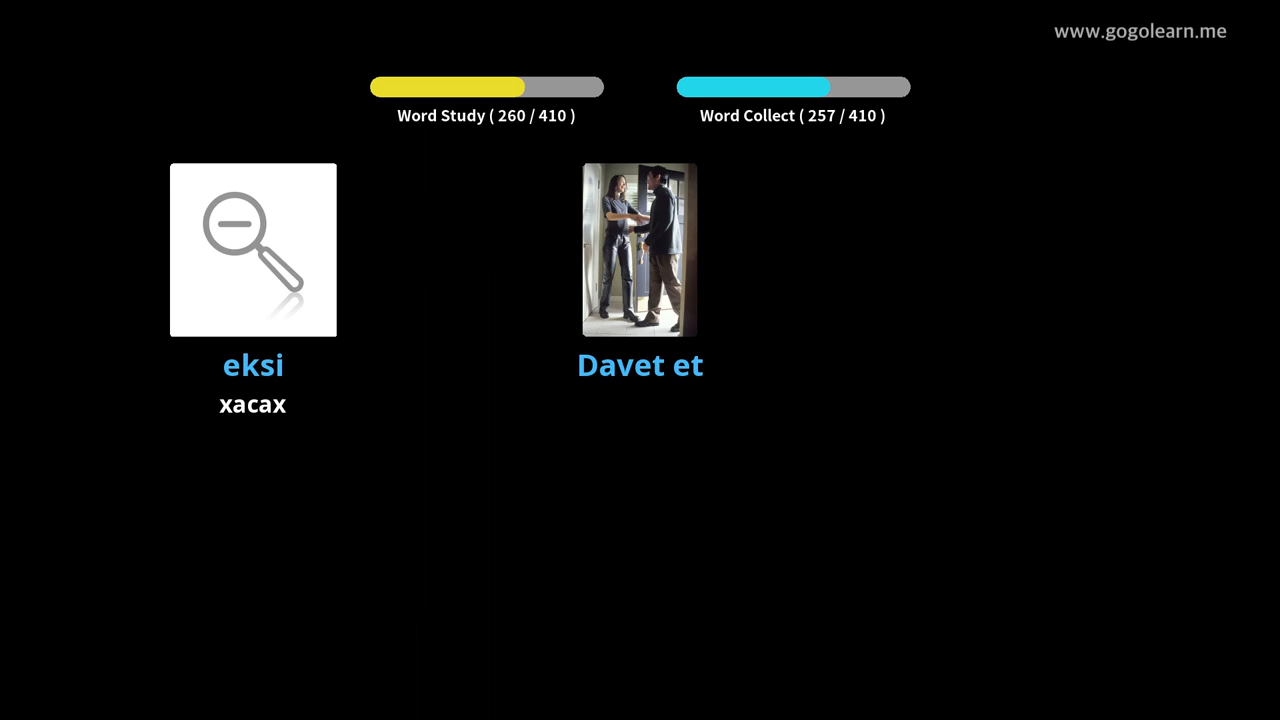 www.gogolearn.me
Word Study ( 260 / 410 )
Word Collect ( 257 / 410 )
eksi
xacax
Davet et